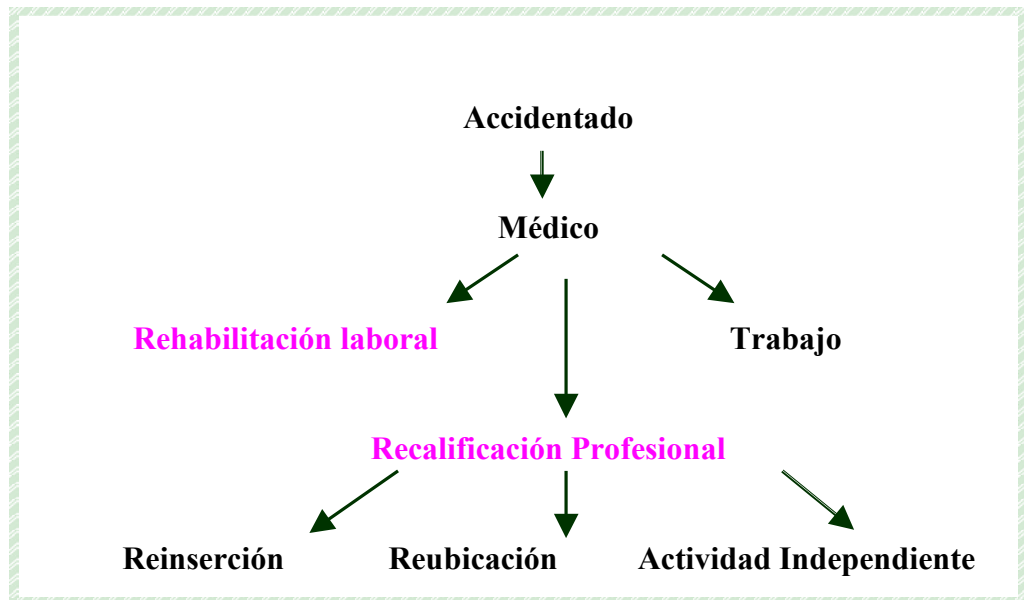 Accidentado
Médico
Rehabilitación laboral
Trabajo
Recalificación Profesional
Reinserción
Reubicación
Actividad Independiente